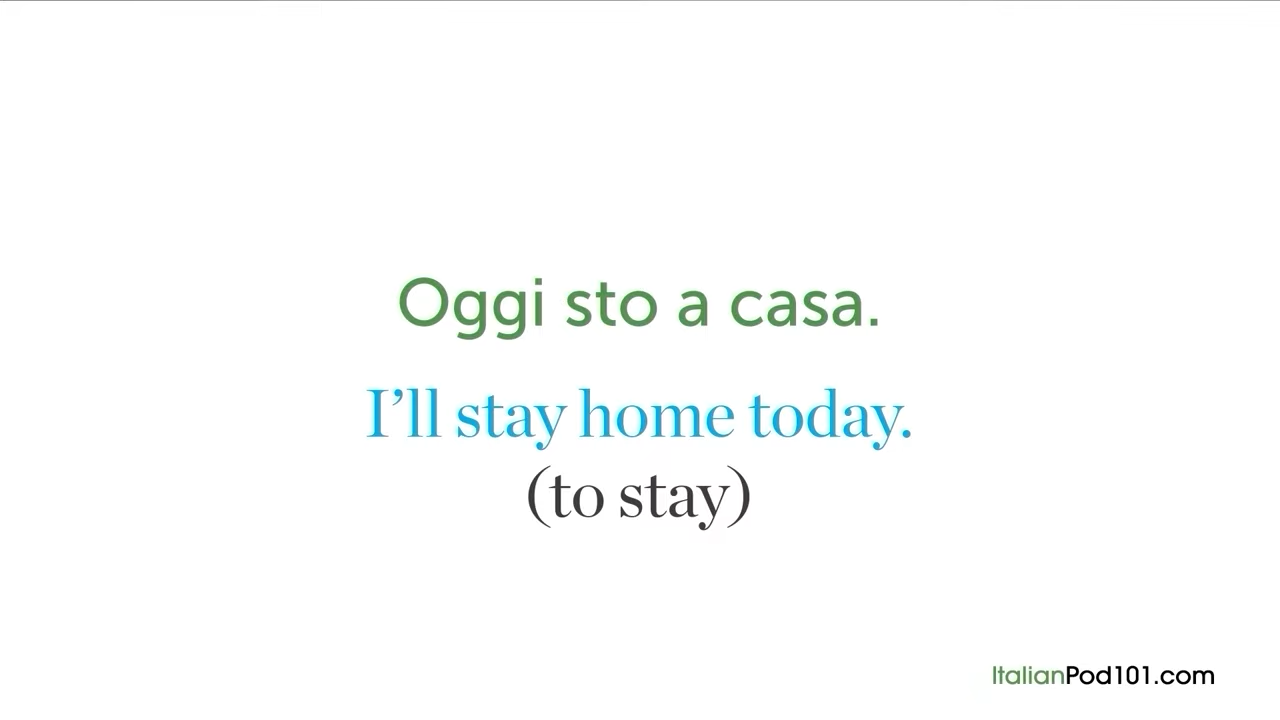 Oggi sto a casa.
I’ll stay home today.
(to stay)
ItalianPod101.com